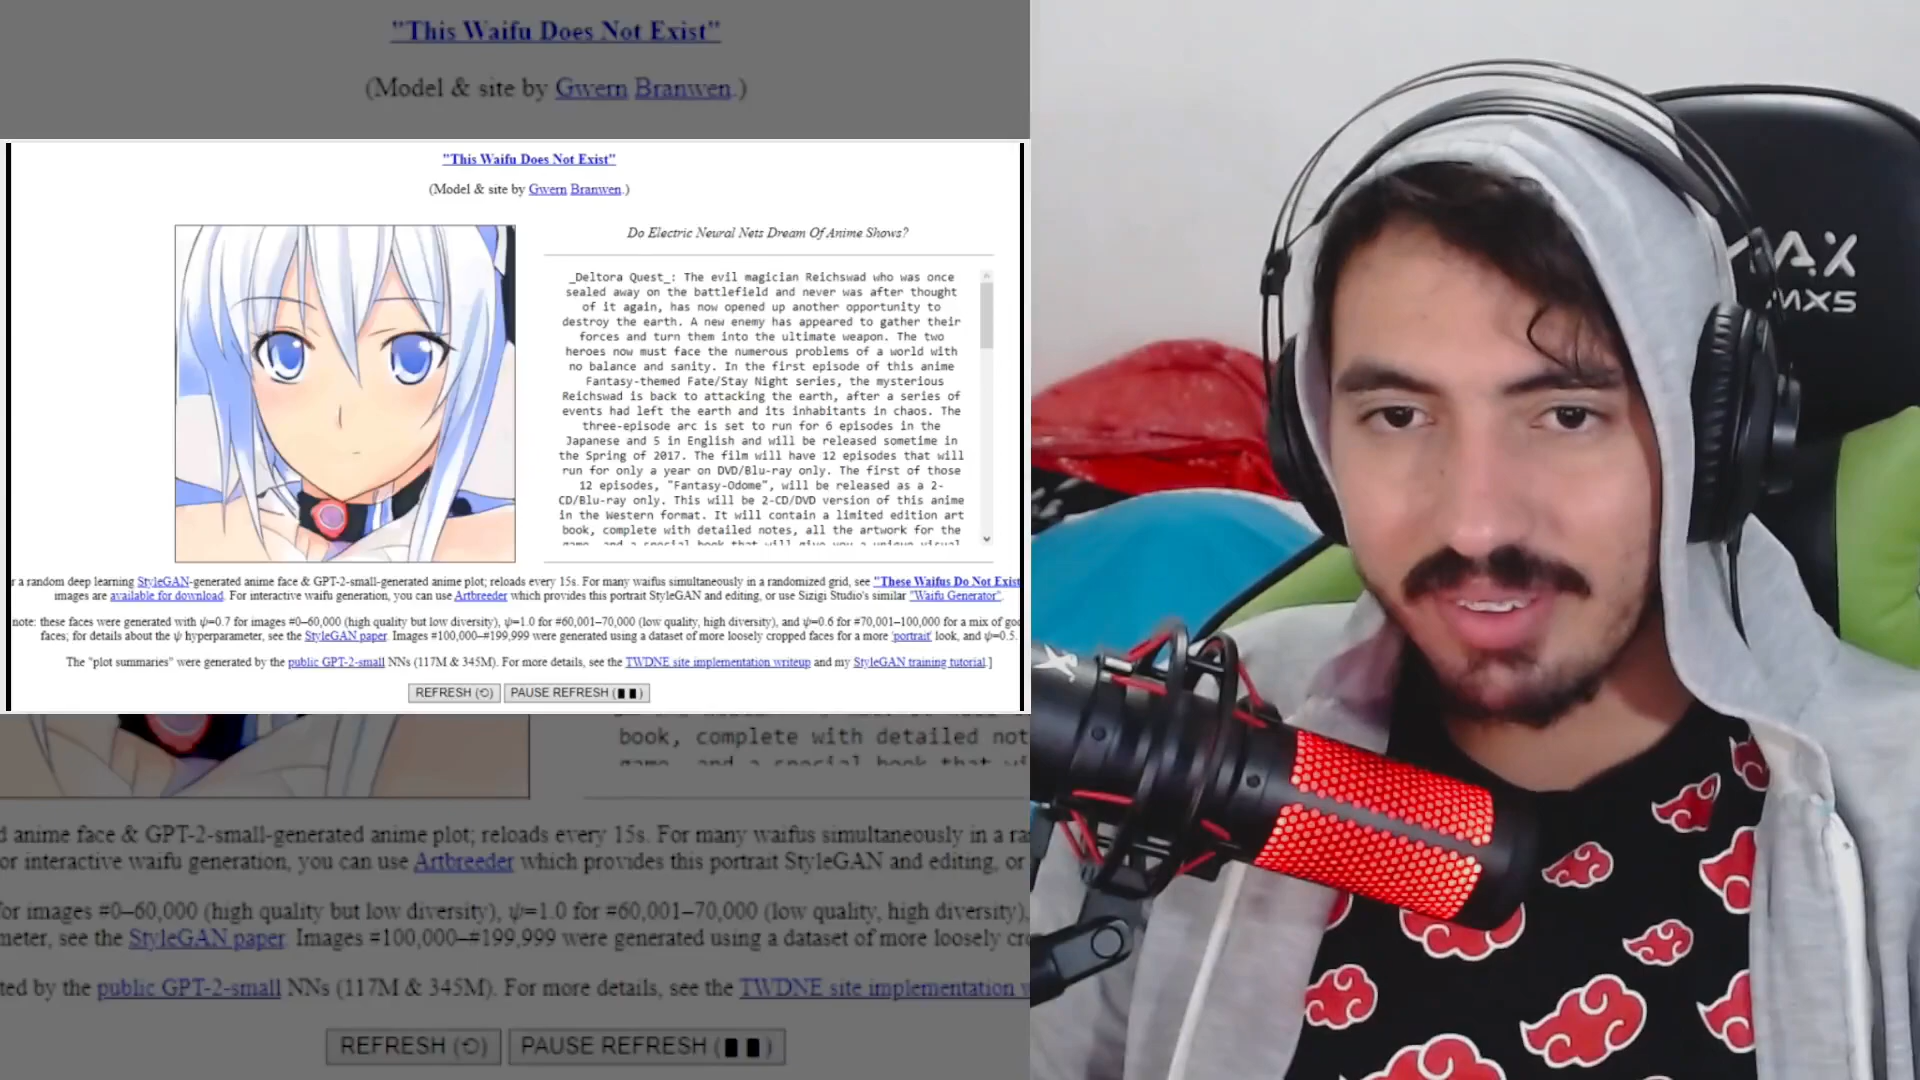 "This Waifu Does Not Exist"
(Model & site by Gwern Branwen.)
"This Waifu Does Not Exist"
(Model & site by Gwern Branwen.)
Do Electric Neural Nets Dream Of Anime Shows?
_Deltora Quest_: The evil magician Reichswad who was once
sealed away on the battlefield and never was after thought
of it again, has now opened up another opportunity to
destroy the earth. A new enemy has appeared to gather their
forces and turn them into the ultimate weapon. The two
heroes now must face the numerous problems of a world with
no balance and sanity. In the first episode of this anime
Fantasy-themed Fate/Stay Night series, the mysterious
Reichswad is back to attacking the earth, after a series of
events had left the earth and its inhabitants in chaos. The
three-episode arc is set to run for 6 episodes in the
Japanese and 5 in English and will be released sometime in
the Spring of 2017. The film will have 12 episodes that will
run for only a year on DVD/Blu-ray only. The first of those
12 episodes, "Fantasy-Odome", will be released as a 2-
CD/Blu-ray only. This will be 2-CD/DVD version of this anime
in the Western format. It will contain a limited edition art
book, complete with detailed notes, all the artwork for the
game, and a special book that will give you a unique visual
r a random deep learning StyleGAN-generated anime face & GPT-2-small-generated anime plot; reloads every 15s. For many waifus simultaneously in a randomized grid, see "These Waifus Do Not Exist
images are available for download. For interactive waifu generation, you can use Artbreeder which provides this portrait StyleGAN and editing, or use Sizigi Studio's similar "Waifu Generator".
note: these faces were generated with ψ=0.7 for images #0–60,000 (high quality but low diversity), ψ=1.0 for #60,001–70,000 (low quality, high diversity), and ψ=0.6 for #70,001–100,000 for a mix of goo
faces; for details about the ψ hyperparameter, see the StyleGAN paper. Images #100,000–#199,999 were generated using a dataset of more loosely cropped faces for a more 'portrait' look, and ψ=0.5.
The "plot summaries" were generated by the public GPT-2-small NNs (117M & 345M). For more details, see the TWDNE site implementation writeup and my StyleGAN training tutorial.]
REFRESH (⟲) PAUSE REFRESH (▮▮)
book, complete with detailed not
game, and a special book that wi
d anime face & GPT-2-small-generated anime plot; reloads every 15s. For many waifus simultaneously in a ra
or interactive waifu generation, you can use Artbreeder which provides this portrait StyleGAN and editing, or
for images #0–60,000 (high quality but low diversity), ψ=1.0 for #60,001–70,000 (low quality, high diversity),
meter, see the StyleGAN paper. Images #100,000–#199,999 were generated using a dataset of more loosely cro
ted by the public GPT-2-small NNs (117M & 345M). For more details, see the TWDNE site implementation w
REFRESH (⟲) PAUSE REFRESH (▮▮)
MX5